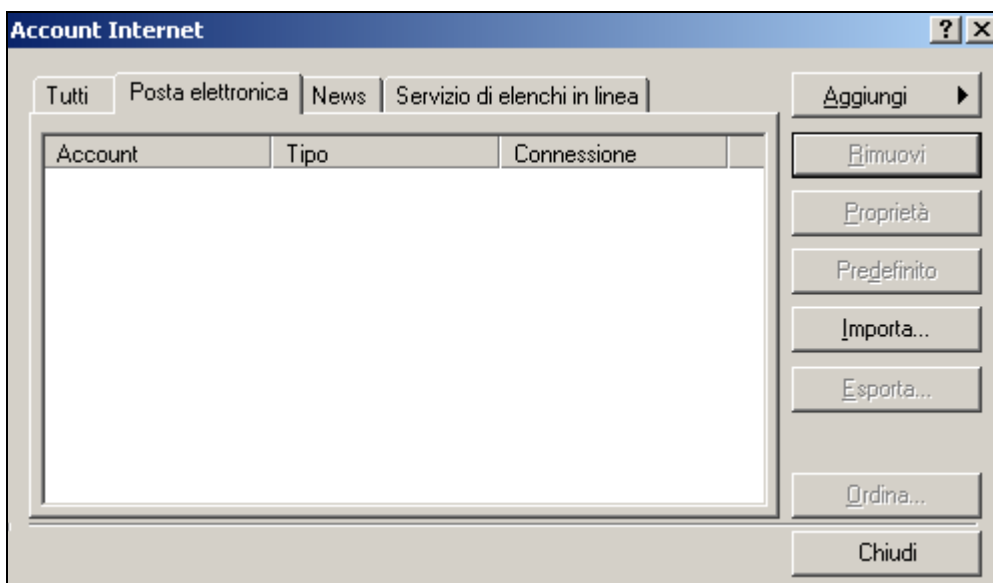 Account Internet
Tutti Posta elettronica News Servizio di elenchi in linea
Account Tipo Connessione
Aggiungi
Rimuovi
Proprietà
Predefinito
Importa...
Esporta...
Ordina...
Chiudi